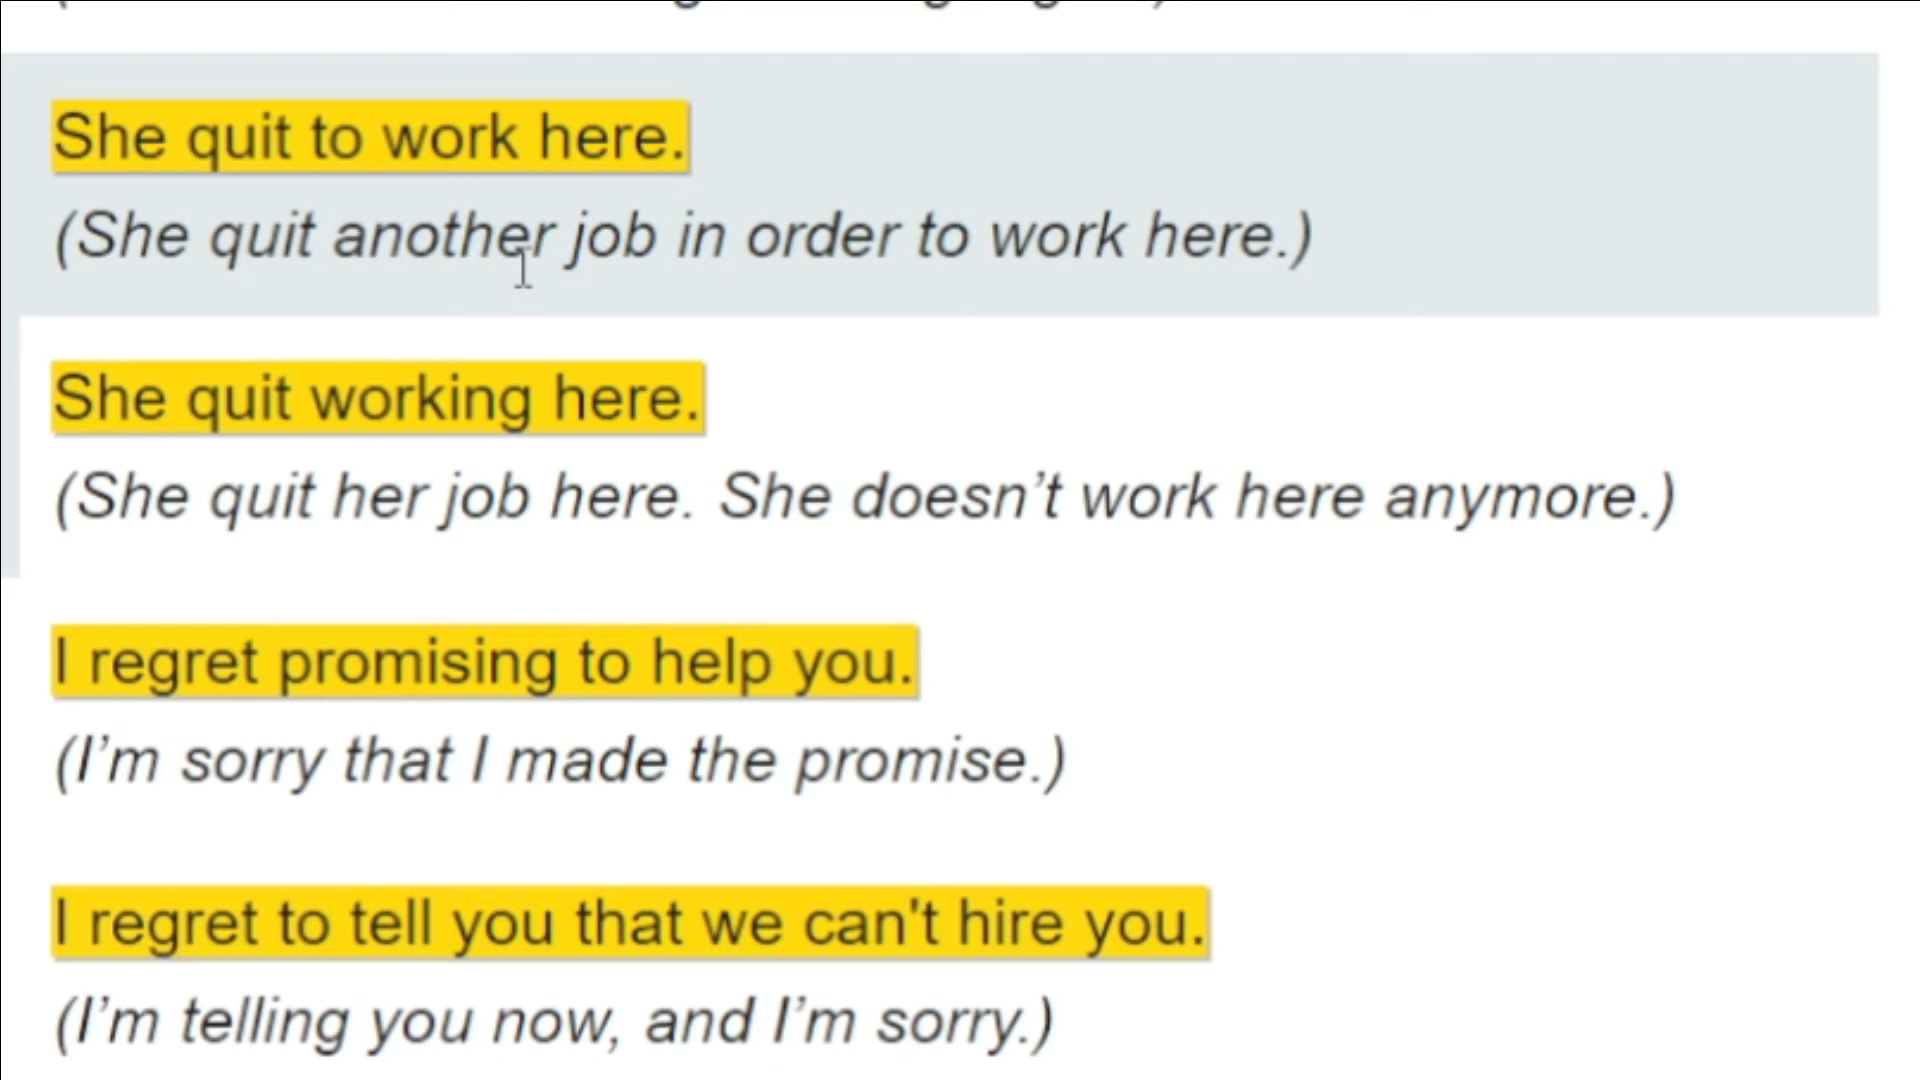 She quit to work here.
(She quit another job in order to work here.)
She quit working here.
(She quit her job here. She doesn’t work here anymore.)
I regret promising to help you.
(I’m sorry that I made the promise.)
I regret to tell you that we can't hire you.
(I’m telling you now, and I’m sorry.)